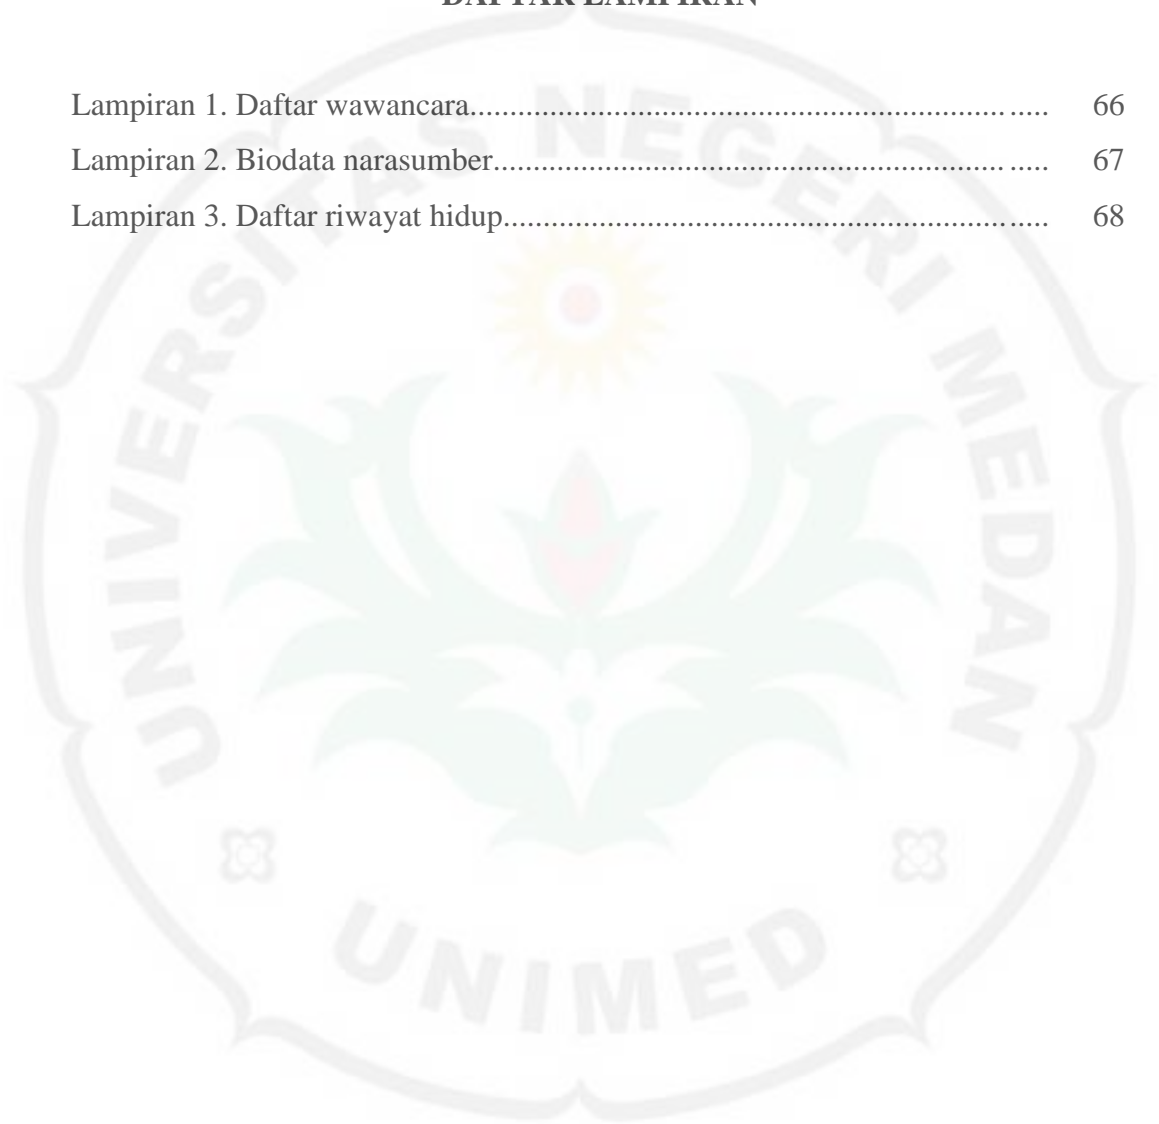 DAFTAR LAMPIRAN
Lampiran 1. Daftar wawancara........................................................................ 66
Lampiran 2. Biodata narasumber..................................................................... 67
Lampiran 3. Daftar riwayat hidup.................................................................... 68
UNIVERSITAS NEGERI MEDAN
UNIMED